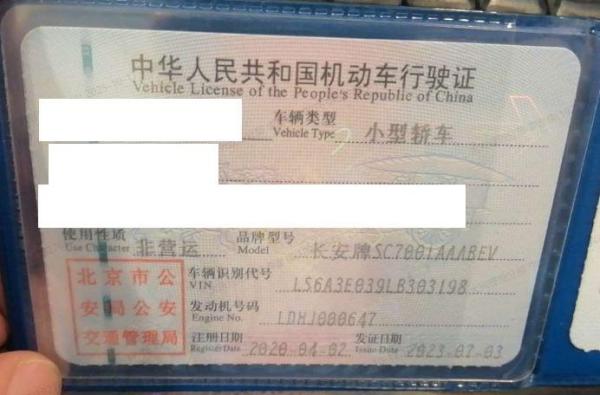 中华人民共和国机动车行驶证
Vehicle License of the People's Republic of China
车辆类型 小型轿车
Vehicle Type
使用性质 非营运 品牌型号 长安牌SC7001AAABEV
Use Character Model
北京市公 车辆识别代号 LS6A3E039LB303198
VIN
安局公安 发动机号码 LDMJ000647
Engine No.
交通管理局 注册日期 2020-04-02 发证日期 2023-07-03
Register Date Issue Date